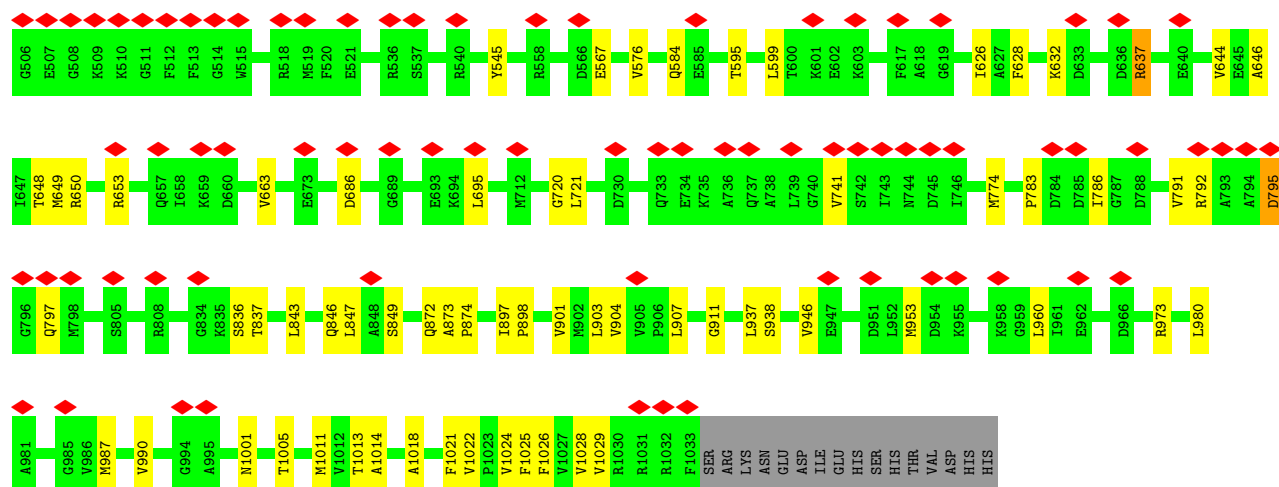 G506 E507 G508 K509 K510 G511 F512 F513 G514 W515 R518 M519 F520 E521 R536 S537 R540 Y545 R558 D566 E567 V576 Q584 E585 T595 L599 T600 K601 E602 K603 F617 A618 G619 I626 A627 F628 K632 D633 D636 R637 E640 V644 E645 A646
I647 T648 M649 R650 R653 Q657 I658 K659 D660 V663 E673 D686 G689 E693 K694 L695 M712 G720 L721 D730 Q733 E734 K735 A736 Q737 A738 L739 G740 V741 S742 I743 N744 D745 I746 M774 P783 D784 D785 I786 G787 D788 V791 R792 A793 A794 D795
G796 Q797 M798 S805 R808 G834 K835 S836 T837 L843 Q846 L847 A848 S849 Q872 A873 P874 I897 P898 V901 M902 L903 V904 V905 P906 L907 G911 L937 S938 V946 E947 D951 L952 M953 D954 K955 K958 G959 L960 I961 E962 D966 R973 L980
A981 G985 V986 M987 V990 G994 A995 N1001 T1005 M1011 V1012 T1013 A1014 A1018 F1021 V1022 P1023 V1024 F1025 F1026 V1027 V1028 V1029 R1030 R1031 R1032 F1033 SER ARG LYS ASN GLU ASP ILE GLU HIS SER HIS THR VAL ASP HIS HIS